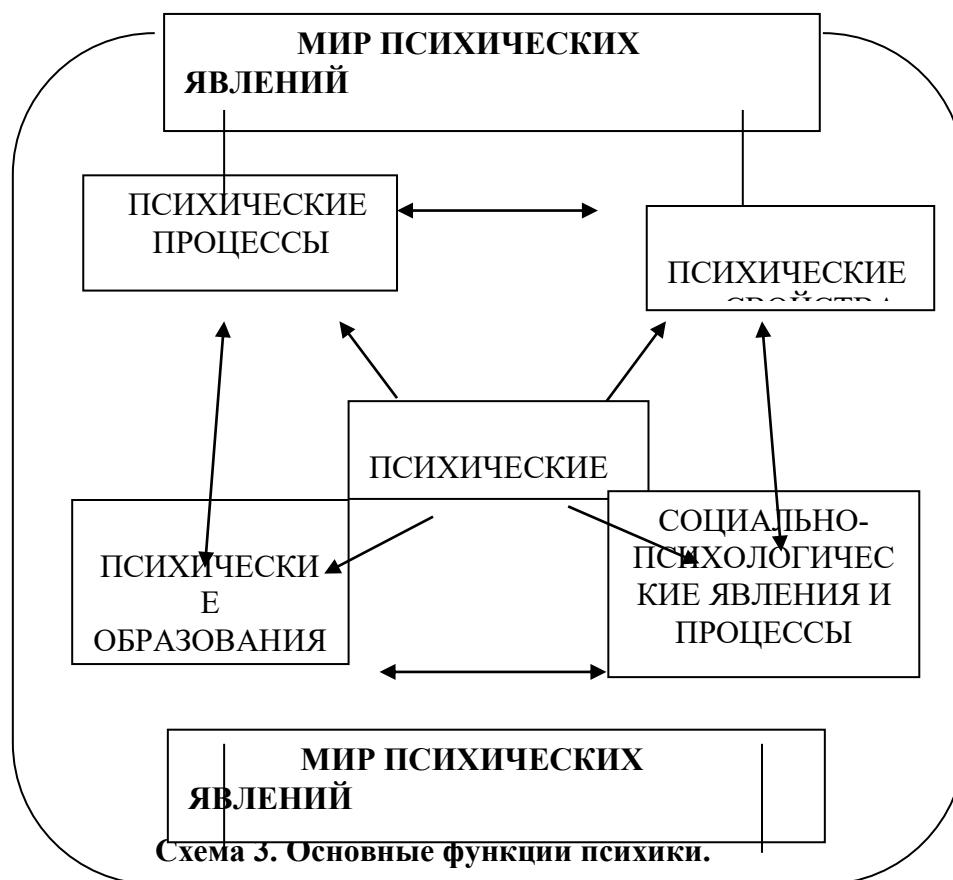 МИР ПСИХИЧЕСКИХ
ЯВЛЕНИЙ
ПСИХИЧЕСКИЕ
ПРОЦЕССЫ
ПСИХИЧЕСКИЕ
СВОЙСТВА
ПСИХИЧЕСКИЕ
ПСИХИЧЕСКИ
Е
ОБРАЗОВАНИЯ
СОЦИАЛЬНО-
ПСИХОЛОГИЧЕС
КИЕ ЯВЛЕНИЯ И
ПРОЦЕССЫ
МИР ПСИХИЧЕСКИХ
ЯВЛЕНИЙ
Схема 3. Основные функции психики.